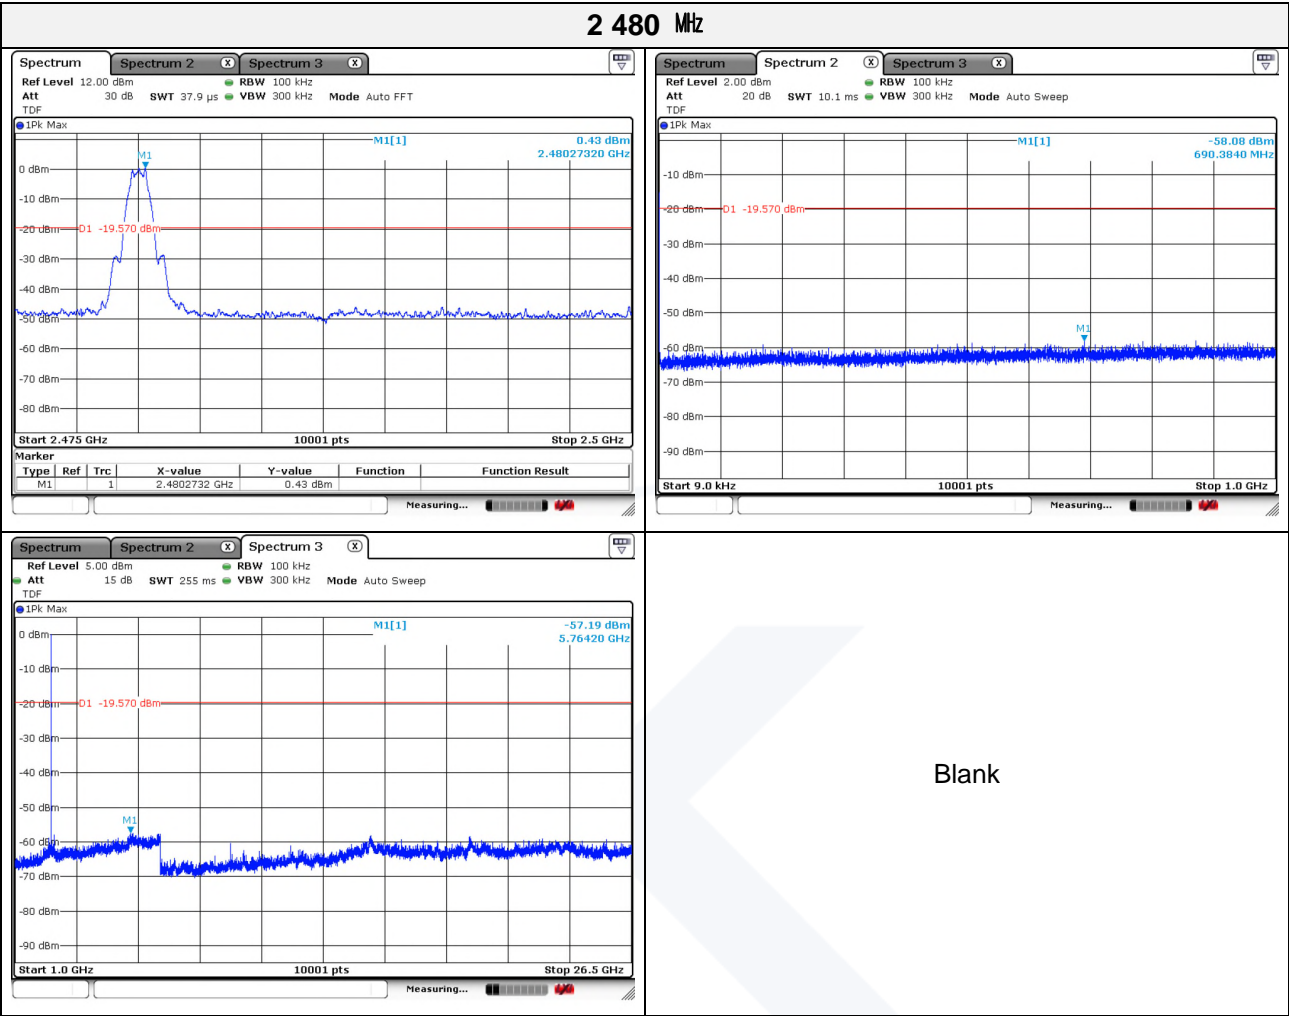 2 480 ㎒
Spectrum Spectrum 2 X Spectrum 3 X
Ref Level 12.00 dBm RBW 100 kHz
Att 30 dB SWT 37.9 µs VBW 300 kHz Mode Auto FFT
TDF
1Pk Max
M1[1] 0.43 dBm
2.48027320 GHz
M1
0 dBm
-10 dBm
-20 dBm D1 -19.570 dBm
-30 dBm
-40 dBm
-50 dBm
-60 dBm
-70 dBm
-80 dBm
Start 2.475 GHz 10001 pts Stop 2.5 GHz
Marker
Type Ref Trc X-value Y-value Function Function Result
M1 1 2.4802732 GHz 0.43 dBm
Measuring...
Spectrum Spectrum 2 X Spectrum 3 X
Ref Level 2.00 dBm RBW 100 kHz
Att 20 dB SWT 10.1 ms VBW 300 kHz Mode Auto Sweep
TDF
1Pk Max
M1[1] -58.08 dBm
690.3840 MHz
-10 dBm
-20 dBm D1 -19.570 dBm
-30 dBm
-40 dBm
-50 dBm
M1
-60 dBm
-70 dBm
-80 dBm
-90 dBm
Start 9.0 kHz 10001 pts Stop 1.0 GHz
Measuring...
Spectrum Spectrum 2 X Spectrum 3 X
Ref Level 5.00 dBm RBW 100 kHz
Att 15 dB SWT 255 ms VBW 300 kHz Mode Auto Sweep
TDF
1Pk Max
M1[1] -57.19 dBm
5.76420 GHz
0 dBm
-10 dBm
-20 dBm D1 -19.570 dBm
-30 dBm
-40 dBm
-50 dBm
M1
-60 dBm
-70 dBm
-80 dBm
-90 dBm
Start 1.0 GHz 10001 pts Stop 26.5 GHz
Measuring...
Blank